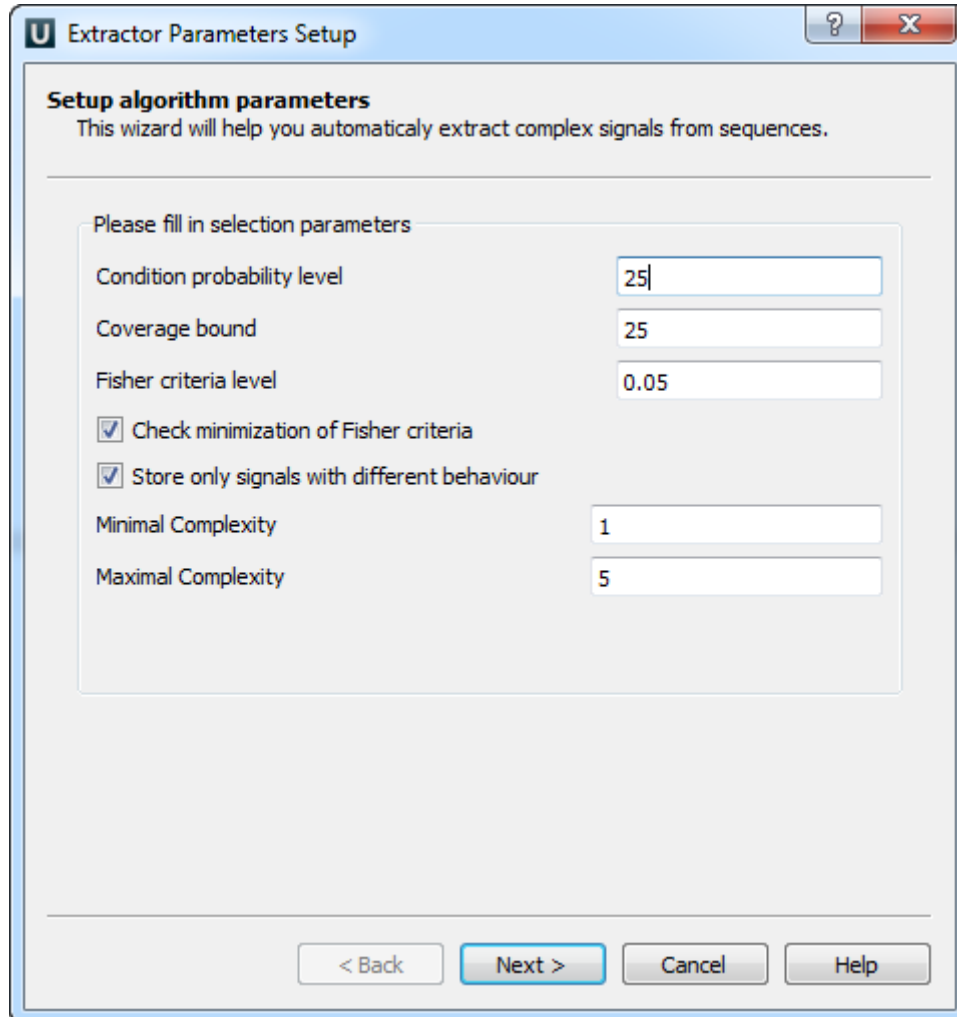 U Extractor Parameters Setup
Setup algorithm parameters
This wizard will help you automaticaly extract complex signals from sequences.
Please fill in selection parameters
Condition probability level 25
Coverage bound 25
Fisher criteria level 0.05
Check minimization of Fisher criteria
Store only signals with different behaviour
Minimal Complexity 1
Maximal Complexity 5
< Back Next > Cancel Help